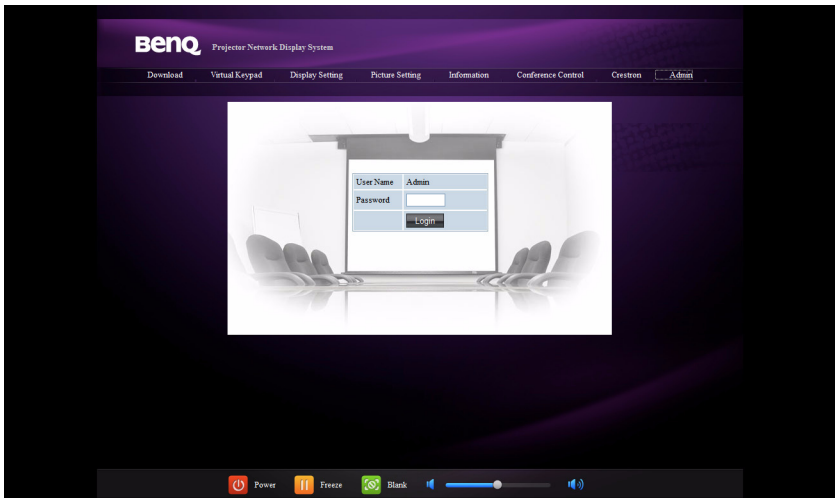 BenQ Projector Network Display System
Download Virtual Keypad Display Setting Picture Setting Information Conference Control Crestron Admin
User Name Admin
Password
Login
Power Freeze Blank